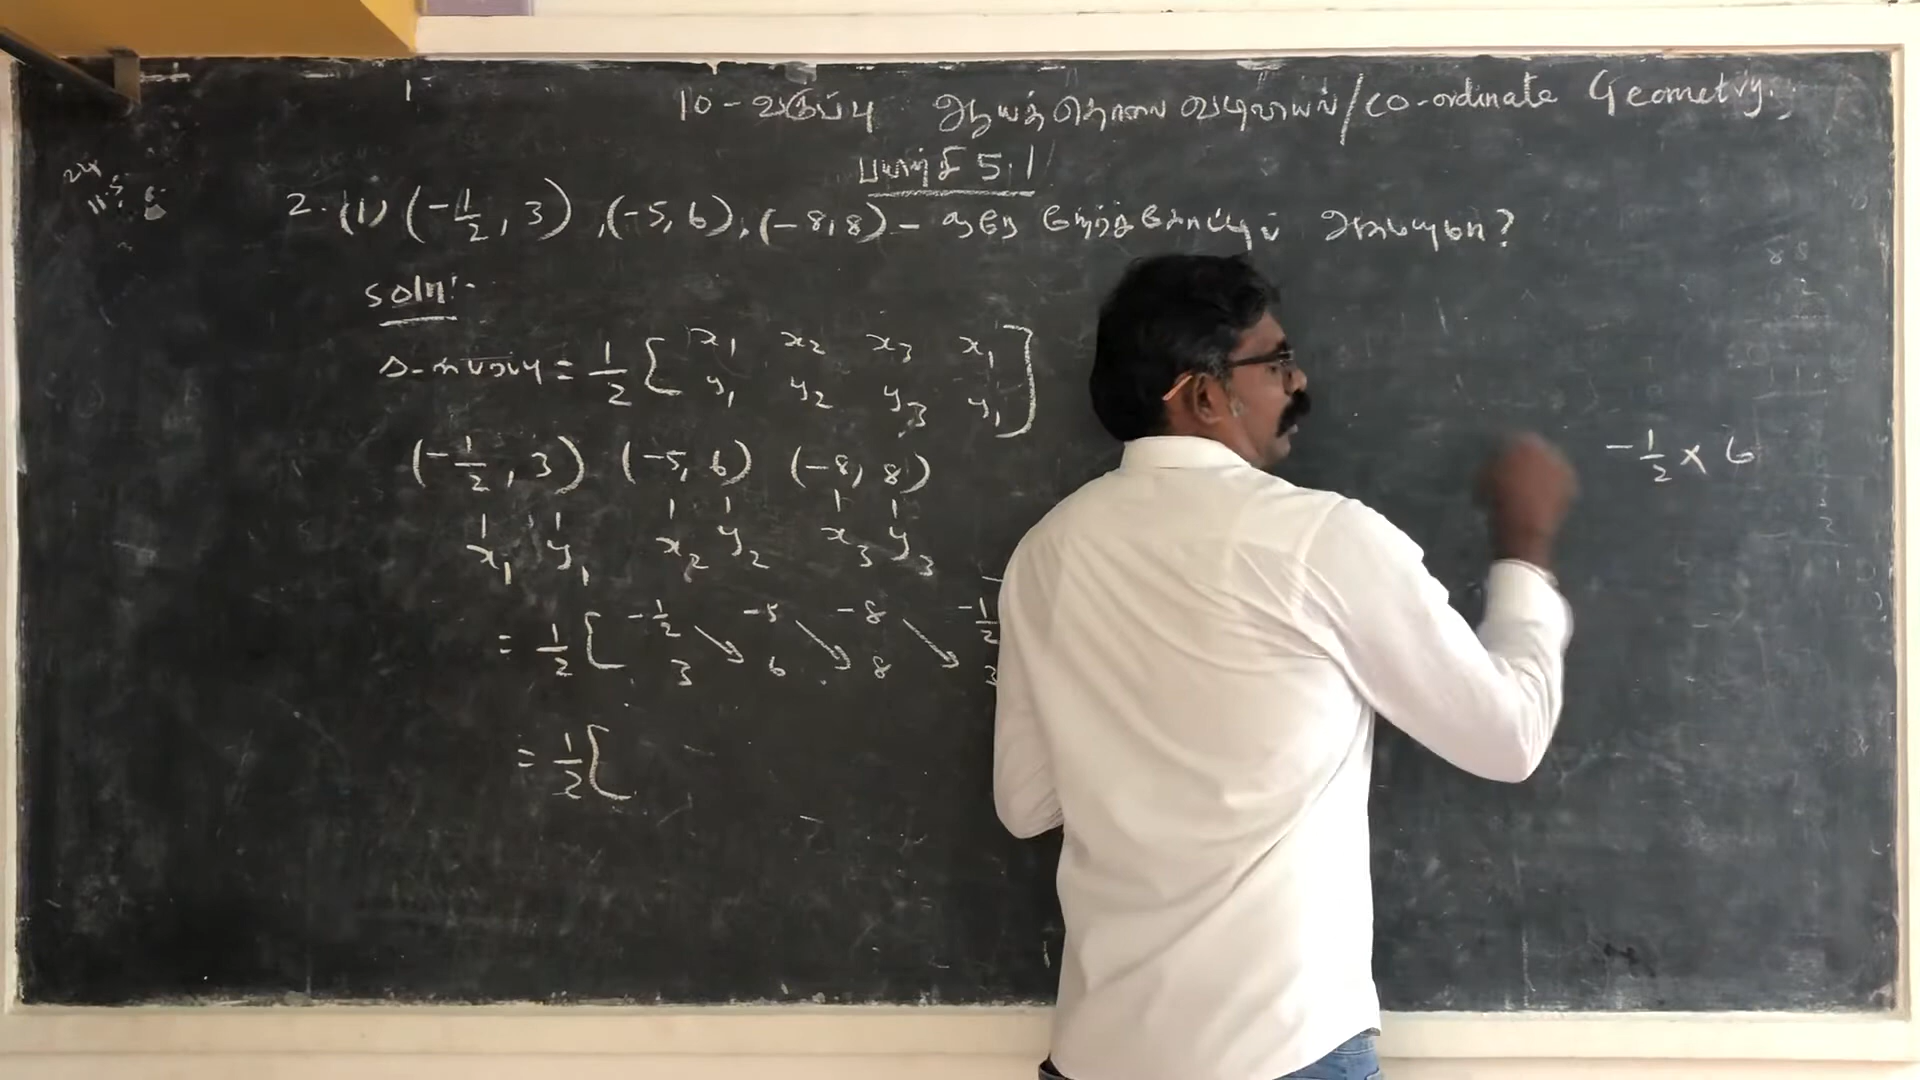 10 - வகுப்பு ஆயத்தொலை வடிவியல் / co-ordinate Geometry.
பயிற்சி 5.1
2. (1) (-1/2, 3), (-5, 6), (-8, 8) - ஒரே நேர்க்கோட்டில் அமையுமா?
soln:-
= 1/2 [ x₁ x₂ x₃ x₁
y₁ y₂ y₃ y₁ ]
(-1/2, 3) (-5, 6) (-8, 8)
x₁ y₁ x₂ y₂ x₃ y₃
= 1/2 [ -1/2 -5 -8 -1/2
3 6 8 3
= 1/2 [
-1/2 × 6